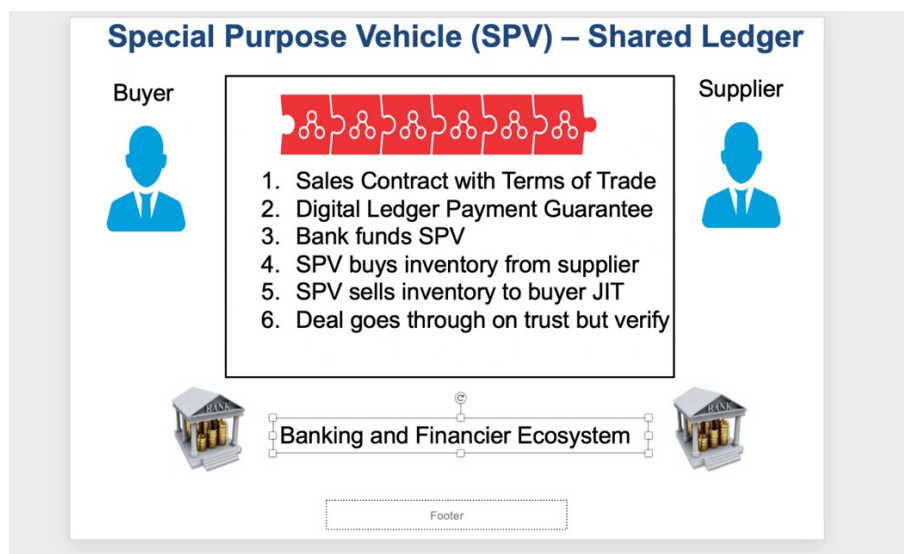 Special Purpose Vehicle (SPV) – Shared Ledger
Buyer
Supplier
1. Sales Contract with Terms of Trade
2. Digital Ledger Payment Guarantee
3. Bank funds SPV
4. SPV buys inventory from supplier
5. SPV sells inventory to buyer JIT
6. Deal goes through on trust but verify
BANK
Banking and Financier Ecosystem
BANK
Footer